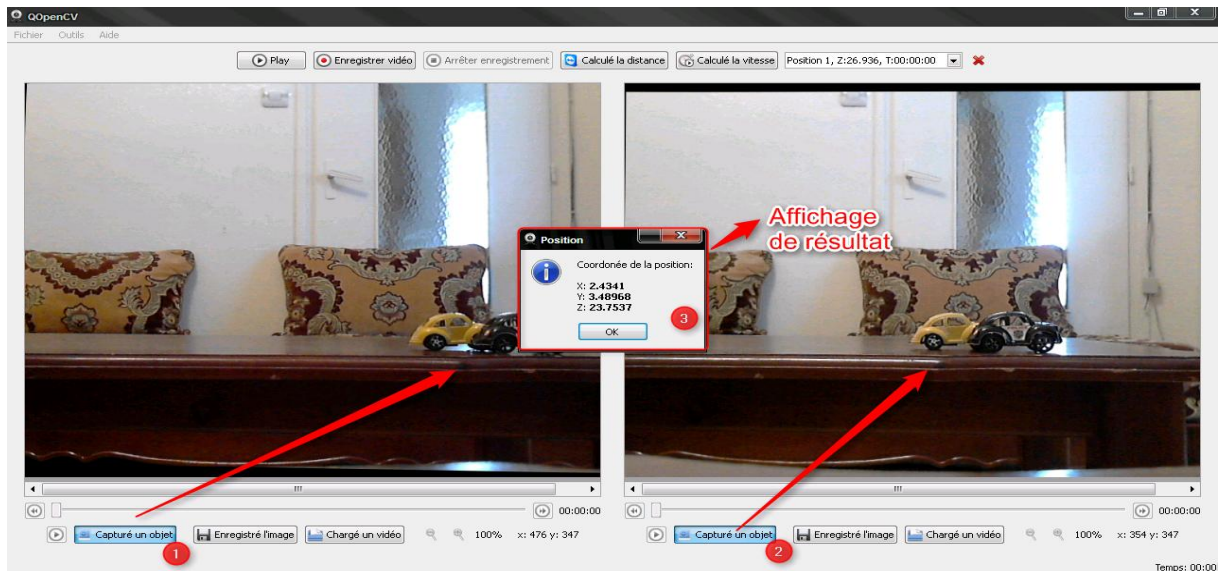 QOpenCV
Fichier Outils Aide
Play Enregistrer vidéo Arrêter enregistrement Calculé la distance Calculé la vitesse Position 1, Z:26.936, T:00:00:00
Affichage
de résultat
Position
Coordonée de la position:
X: 2.4341
Y: 3.48968
Z: 23.7537
3
OK
00:00:00
00:00:00
Capturé un objet Enregistré l'image Chargé un vidéo 100% x: 476 y: 347
1
Capturé un objet Enregistré l'image Chargé un vidéo 100% x: 354 y: 347
2
Temps: 00:00